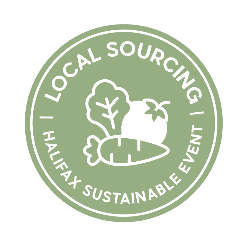 LOCAL SOURCING
HALIFAX SUSTAINABLE EVENT